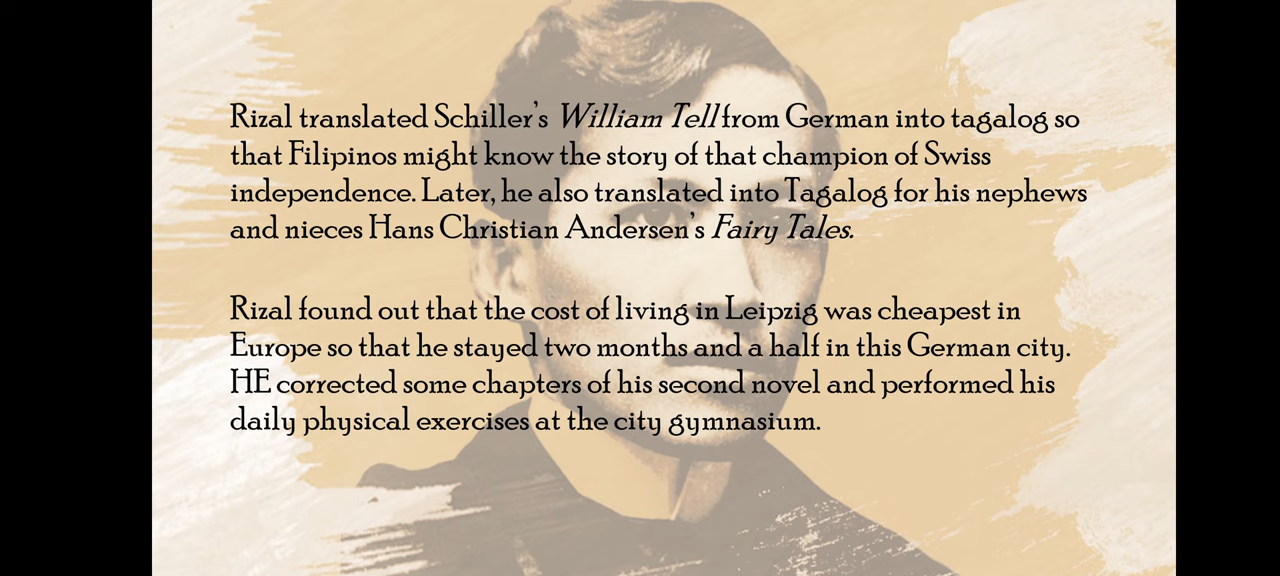 Rizal translated Schiller's William Tell from German into tagalog so
that Filipinos might know the story of that champion of Swiss
independence. Later, he also translated into Tagalog for his nephews
and nieces Hans Christian Andersen's Fairy Tales.
Rizal found out that the cost of living in Leipzig was cheapest in
Europe so that he stayed two months and a half in this German city.
HE corrected some chapters of his second novel and performed his
daily physical exercises at the city gymnasium.